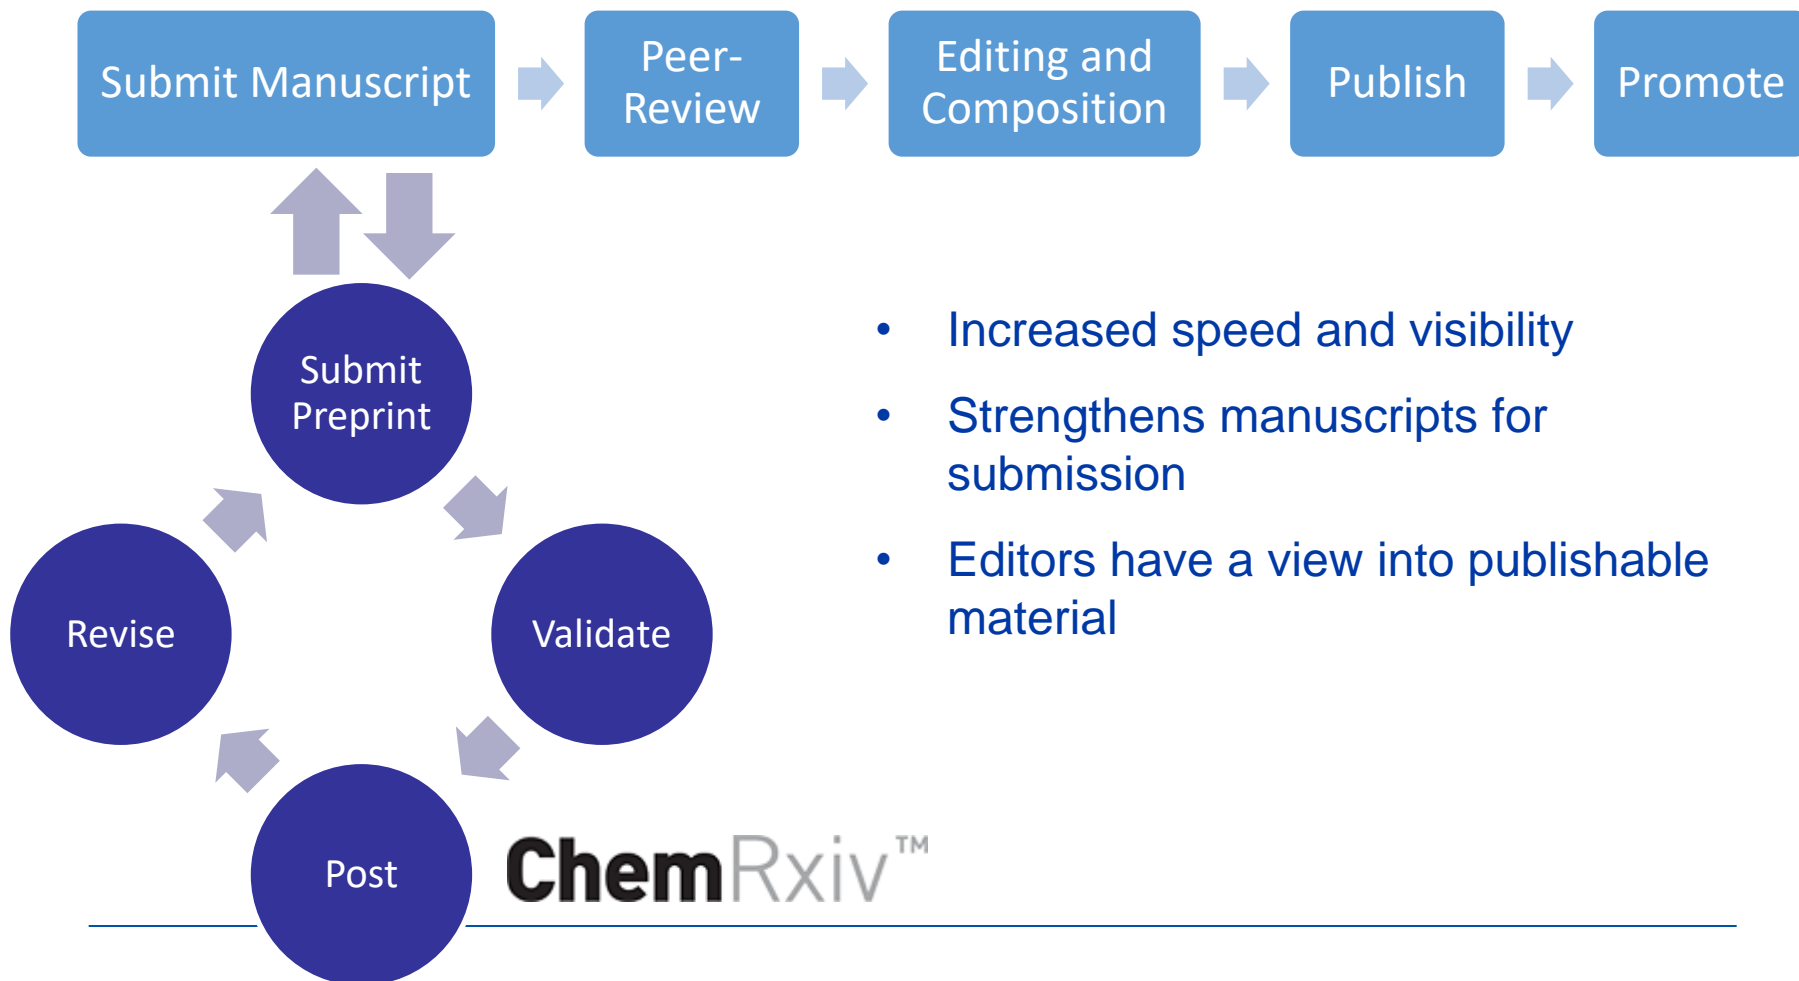 Submit Manuscript
Peer-
Review
Editing and
Composition
Publish
Promote
Submit
Preprint
Revise
Validate
Post
• Increased speed and visibility
• Strengthens manuscripts for
submission
• Editors have a view into publishable
material
ChemRxiv™